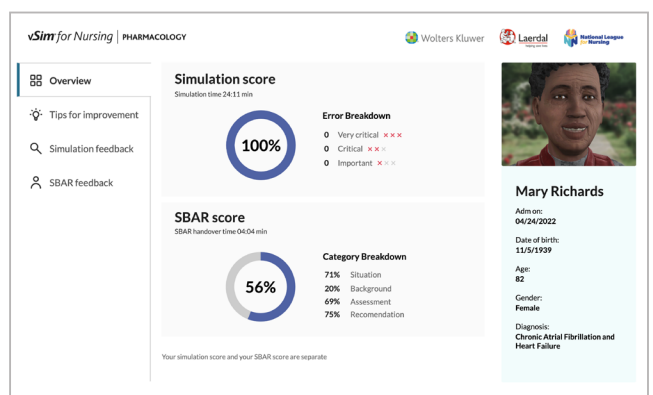 vSim for Nursing | PHARMACOLOGY
Wolters Kluwer
Laerdal
helping save lives
National League
for Nursing
Overview
Tips for improvement
Simulation feedback
SBAR feedback
Simulation score
Simulation time 24:11 min
100%
Error Breakdown
0 Very critical ×××
0 Critical ×××
0 Important ×××
SBAR score
SBAR handover time 04:04 min
56%
Category Breakdown
71% Situation
20% Background
69% Assessment
75% Recomendation
Your simulation score and your SBAR score are separate
Mary Richards
Adm on:
04/24/2022
Date of birth:
11/5/1939
Age:
82
Gender:
Female
Diagnosis:
Chronic Atrial Fibrillation and
Heart Failure